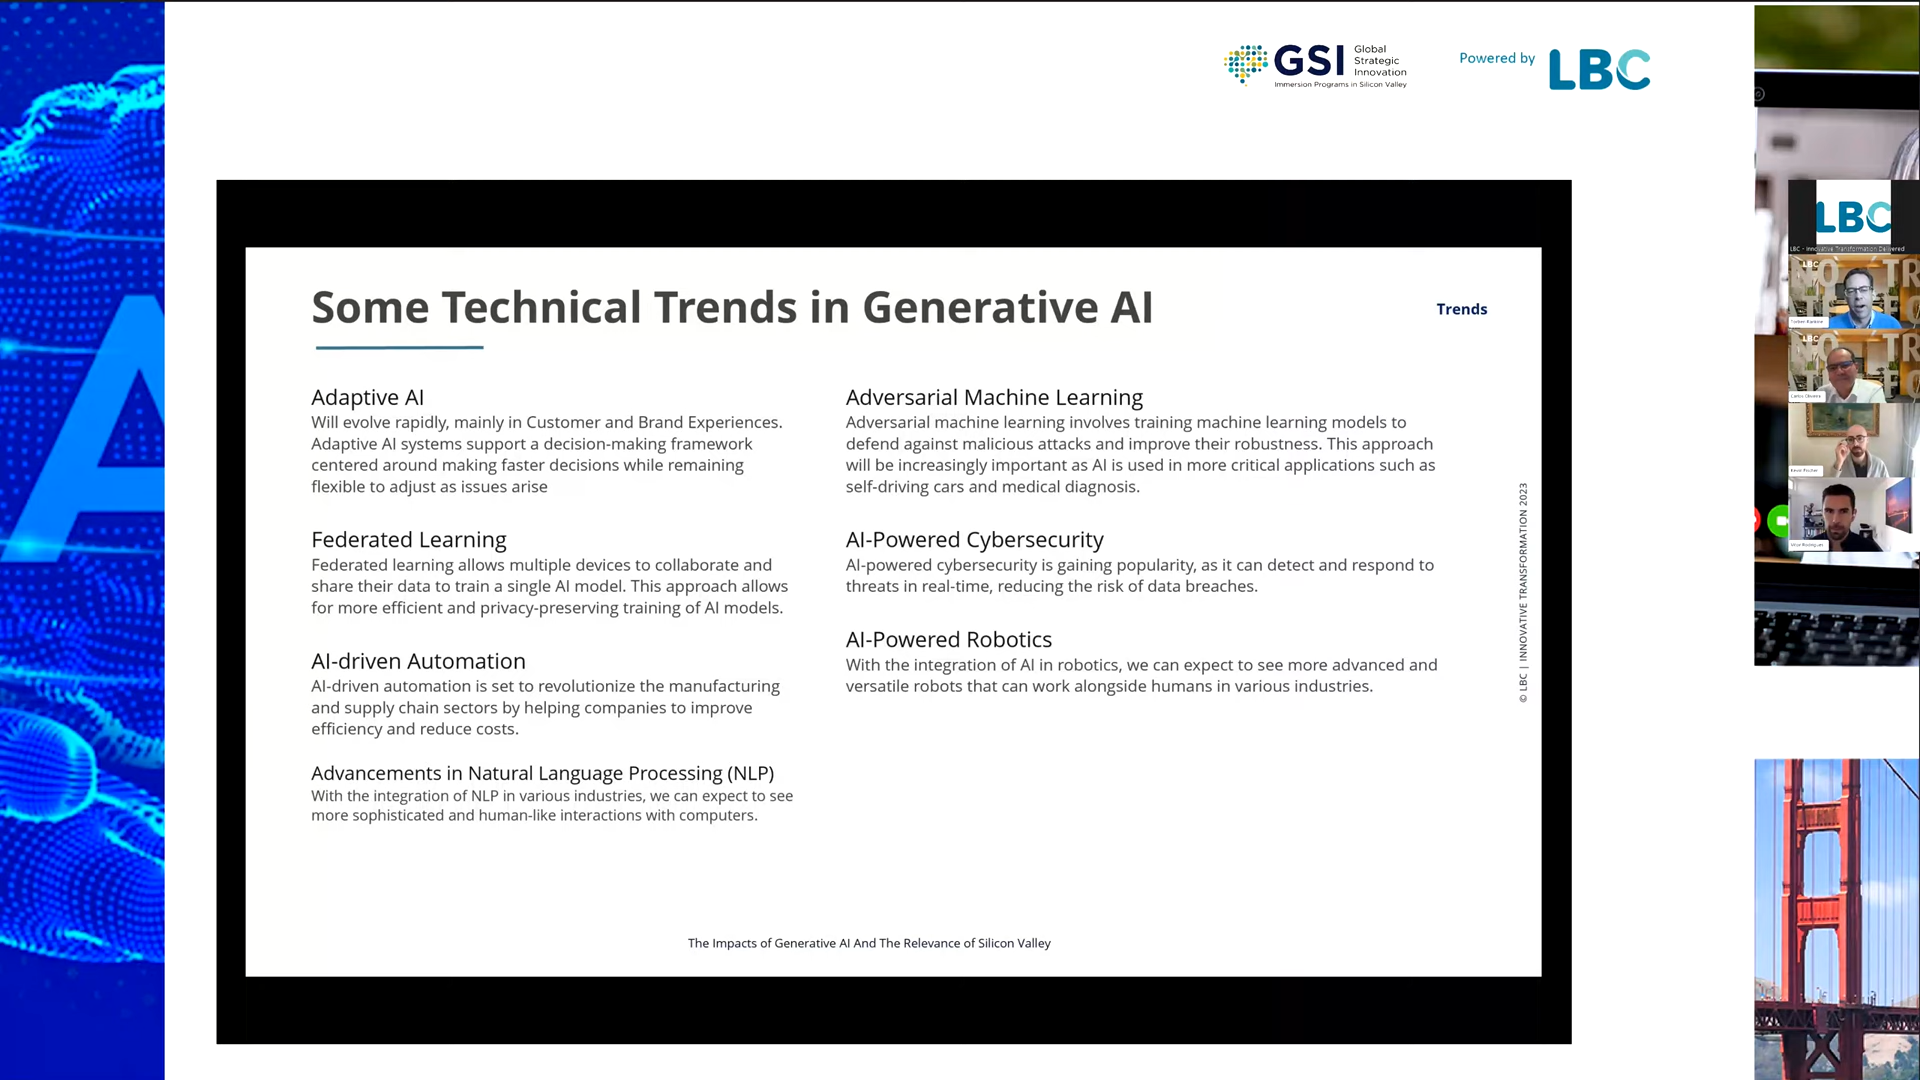 GSI Global
Strategic
Innovation
Immersion Programs in Silicon Valley
Powered by LBC
Some Technical Trends in Generative AI
Trends
Adaptive AI
Will evolve rapidly, mainly in Customer and Brand Experiences.
Adaptive AI systems support a decision-making framework
centered around making faster decisions while remaining
flexible to adjust as issues arise
Federated Learning
Federated learning allows multiple devices to collaborate and
share their data to train a single AI model. This approach allows
for more efficient and privacy-preserving training of AI models.
AI-driven Automation
AI-driven automation is set to revolutionize the manufacturing
and supply chain sectors by helping companies to improve
efficiency and reduce costs.
Advancements in Natural Language Processing (NLP)
With the integration of NLP in various industries, we can expect to see
more sophisticated and human-like interactions with computers.
Adversarial Machine Learning
Adversarial machine learning involves training machine learning models to
defend against malicious attacks and improve their robustness. This approach
will be increasingly important as AI is used in more critical applications such as
self-driving cars and medical diagnosis.
AI-Powered Cybersecurity
AI-powered cybersecurity is gaining popularity, as it can detect and respond to
threats in real-time, reducing the risk of data breaches.
AI-Powered Robotics
With the integration of AI in robotics, we can expect to see more advanced and
versatile robots that can work alongside humans in various industries.
© LBC | INNOVATIVE TRANSFORMATION 2023
The Impacts of Generative AI And The Relevance of Silicon Valley
A
LBC
LBC - Innovative Transformation Delivered
LBC
NO TR
LBC
NO TR